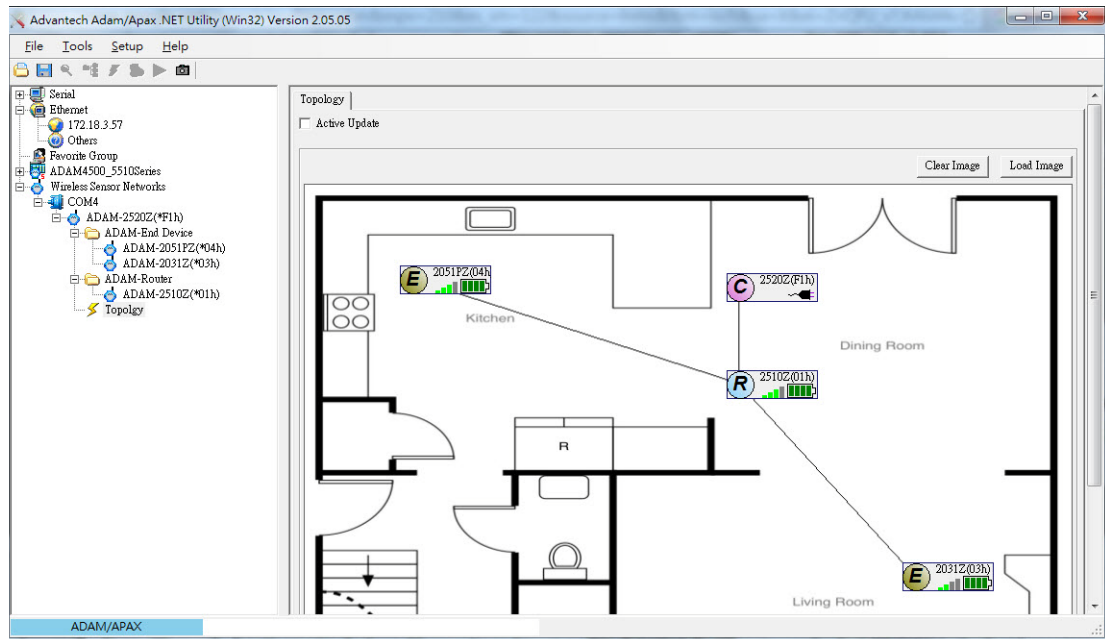 Advantech Adam/Apax .NET Utility (Win32) Version 2.05.05
File Tools Setup Help
Serial
Ethernet
172.18.3.57
Others
Favorite Group
ADAM4500_5510Series
Wireless Sensor Networks
COM4
ADAM-2520Z(*F1h)
ADAM-End Device
ADAM-2051PZ(*04h)
ADAM-2031Z(*03h)
ADAM-Router
ADAM-2510Z(*01h)
Topolgy
Topology
Active Update
Clear Image Load Image
E 2051PZ(04h
Kitchen
C 2520Z(F1h)
Dining Room
R 2510Z(01h)
R
E 2031Z(03h)
Living Room
ADAM/APAX